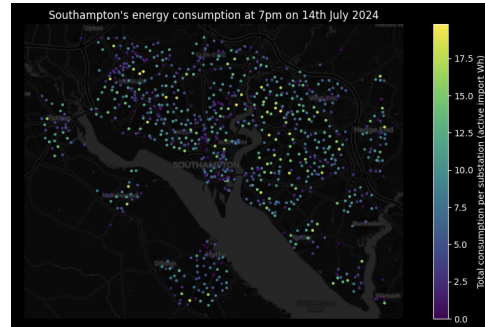 Southampton's energy consumption at 7pm on 14th July 2024
SOUTHAMPTON
17.5
15.0
12.5
10.0
7.5
5.0
2.5
0.0
Total consumption per substation (active import Wh)